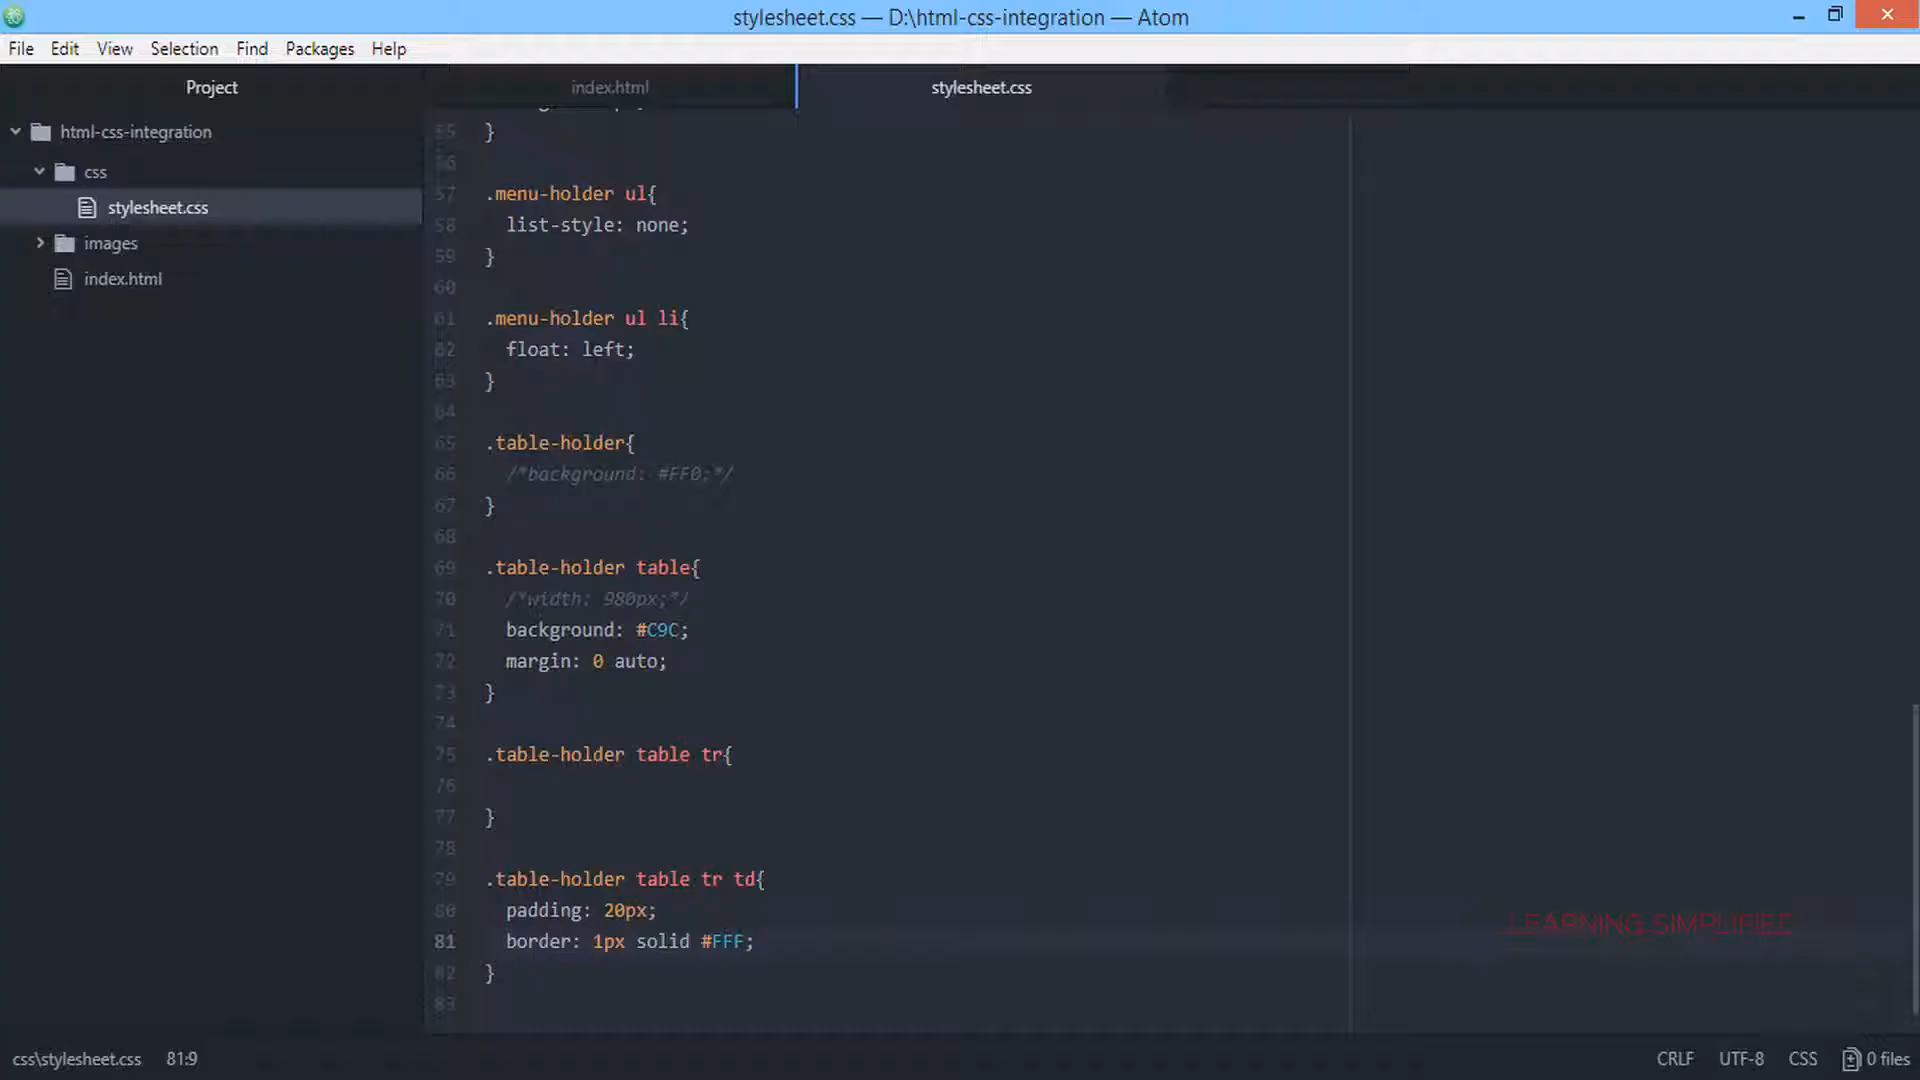 stylesheet.css — D:\html-css-integration — Atom
File Edit View Selection Find Packages Help
Project
index.html
stylesheet.css
html-css-integration
css
stylesheet.css
images
index.html
55 }
56
57 .menu-holder ul{
58 list-style: none;
59 }
60
61 .menu-holder ul li{
62 float: left;
63 }
64
65 .table-holder{
66 /*background: #FF0;*/
67 }
68
69 .table-holder table{
70 /*width: 980px;*/
71 background: #C9C;
72 margin: 0 auto;
73 }
74
75 .table-holder table tr{
76
77 }
78
79 .table-holder table tr td{
80 padding: 20px;
81 border: 1px solid #FFF;
82 }
83
LEARNING SIMPLIFIED
css\stylesheet.css 81:9
CRLF UTF-8 CSS 0 files